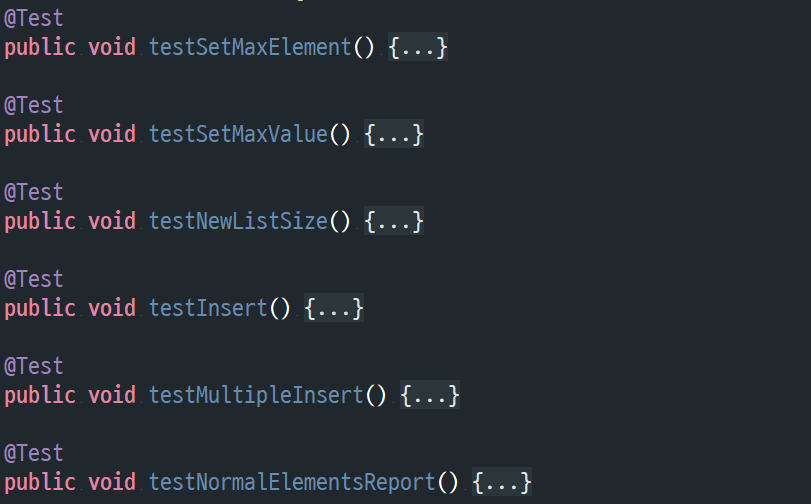 @Test
public void testSetMaxElement() {...}
@Test
public void testSetMaxValue() {...}
@Test
public void testNewListSize() {...}
@Test
public void testInsert() {...}
@Test
public void testMultipleInsert() {...}
@Test
public void testNormalElementsReport() {...}